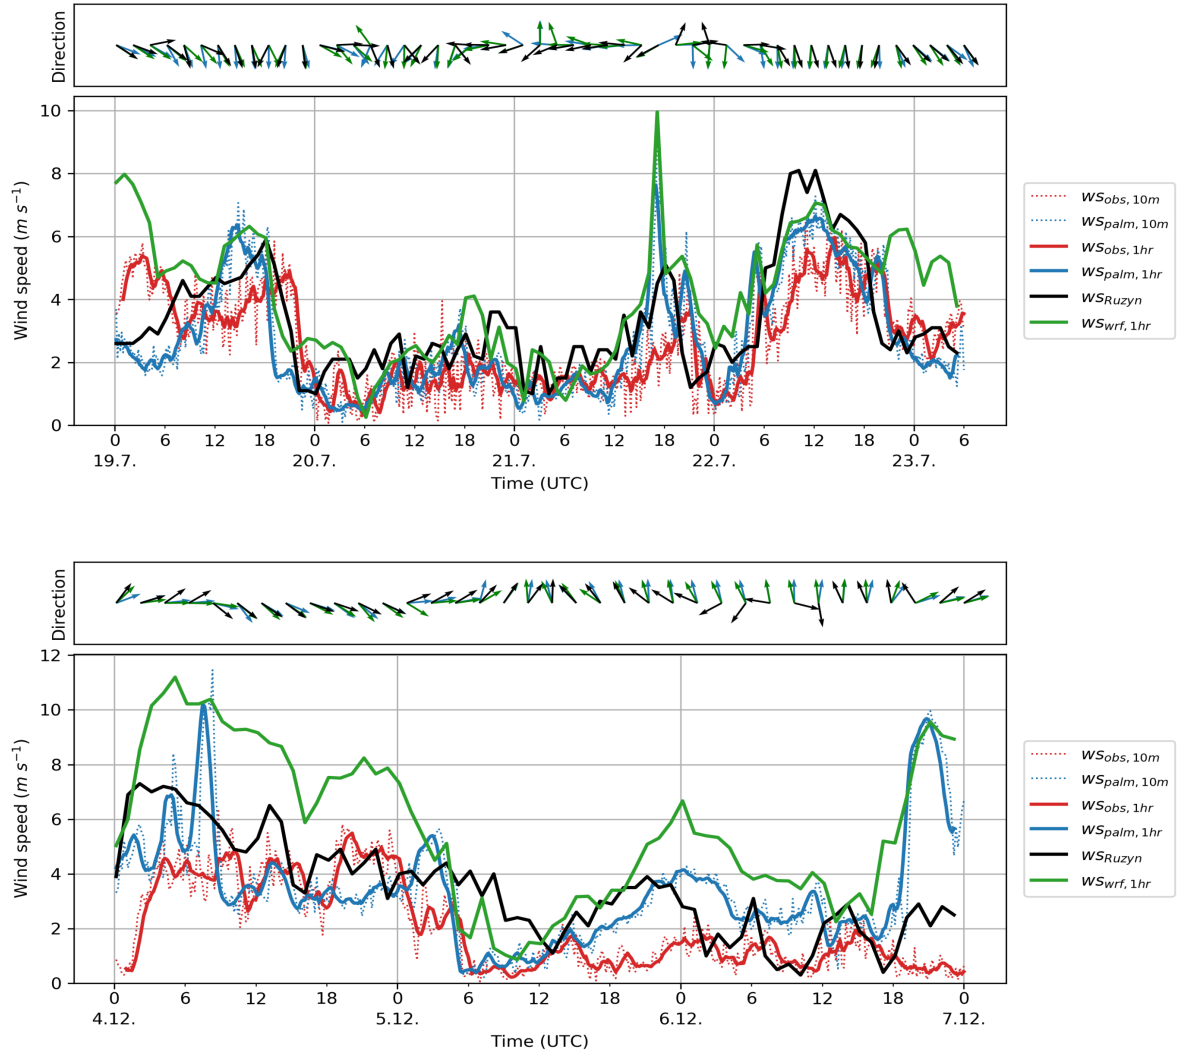 Direction
10
8
6
4
2
0
Wind speed (m s⁻¹)
0 6 12 18 0 6 12 18 0 6 12 18 0 6 12 18 0 6
19.7. 20.7. 21.7. 22.7. 23.7.
Time (UTC)
ws_obs, 10m
ws_palm, 10m
ws_obs, 1hr
ws_palm, 1hr
ws_Ruzyn
ws_wrf, 1hr
Direction
12
10
8
6
4
2
0
Wind speed (m s⁻¹)
0 6 12 18 0 6 12 18 0 6 12 18 0
4.12. 5.12. 6.12. 7.12.
Time (UTC)
ws_obs, 10m
ws_palm, 10m
ws_obs, 1hr
ws_palm, 1hr
ws_Ruzyn
ws_wrf, 1hr